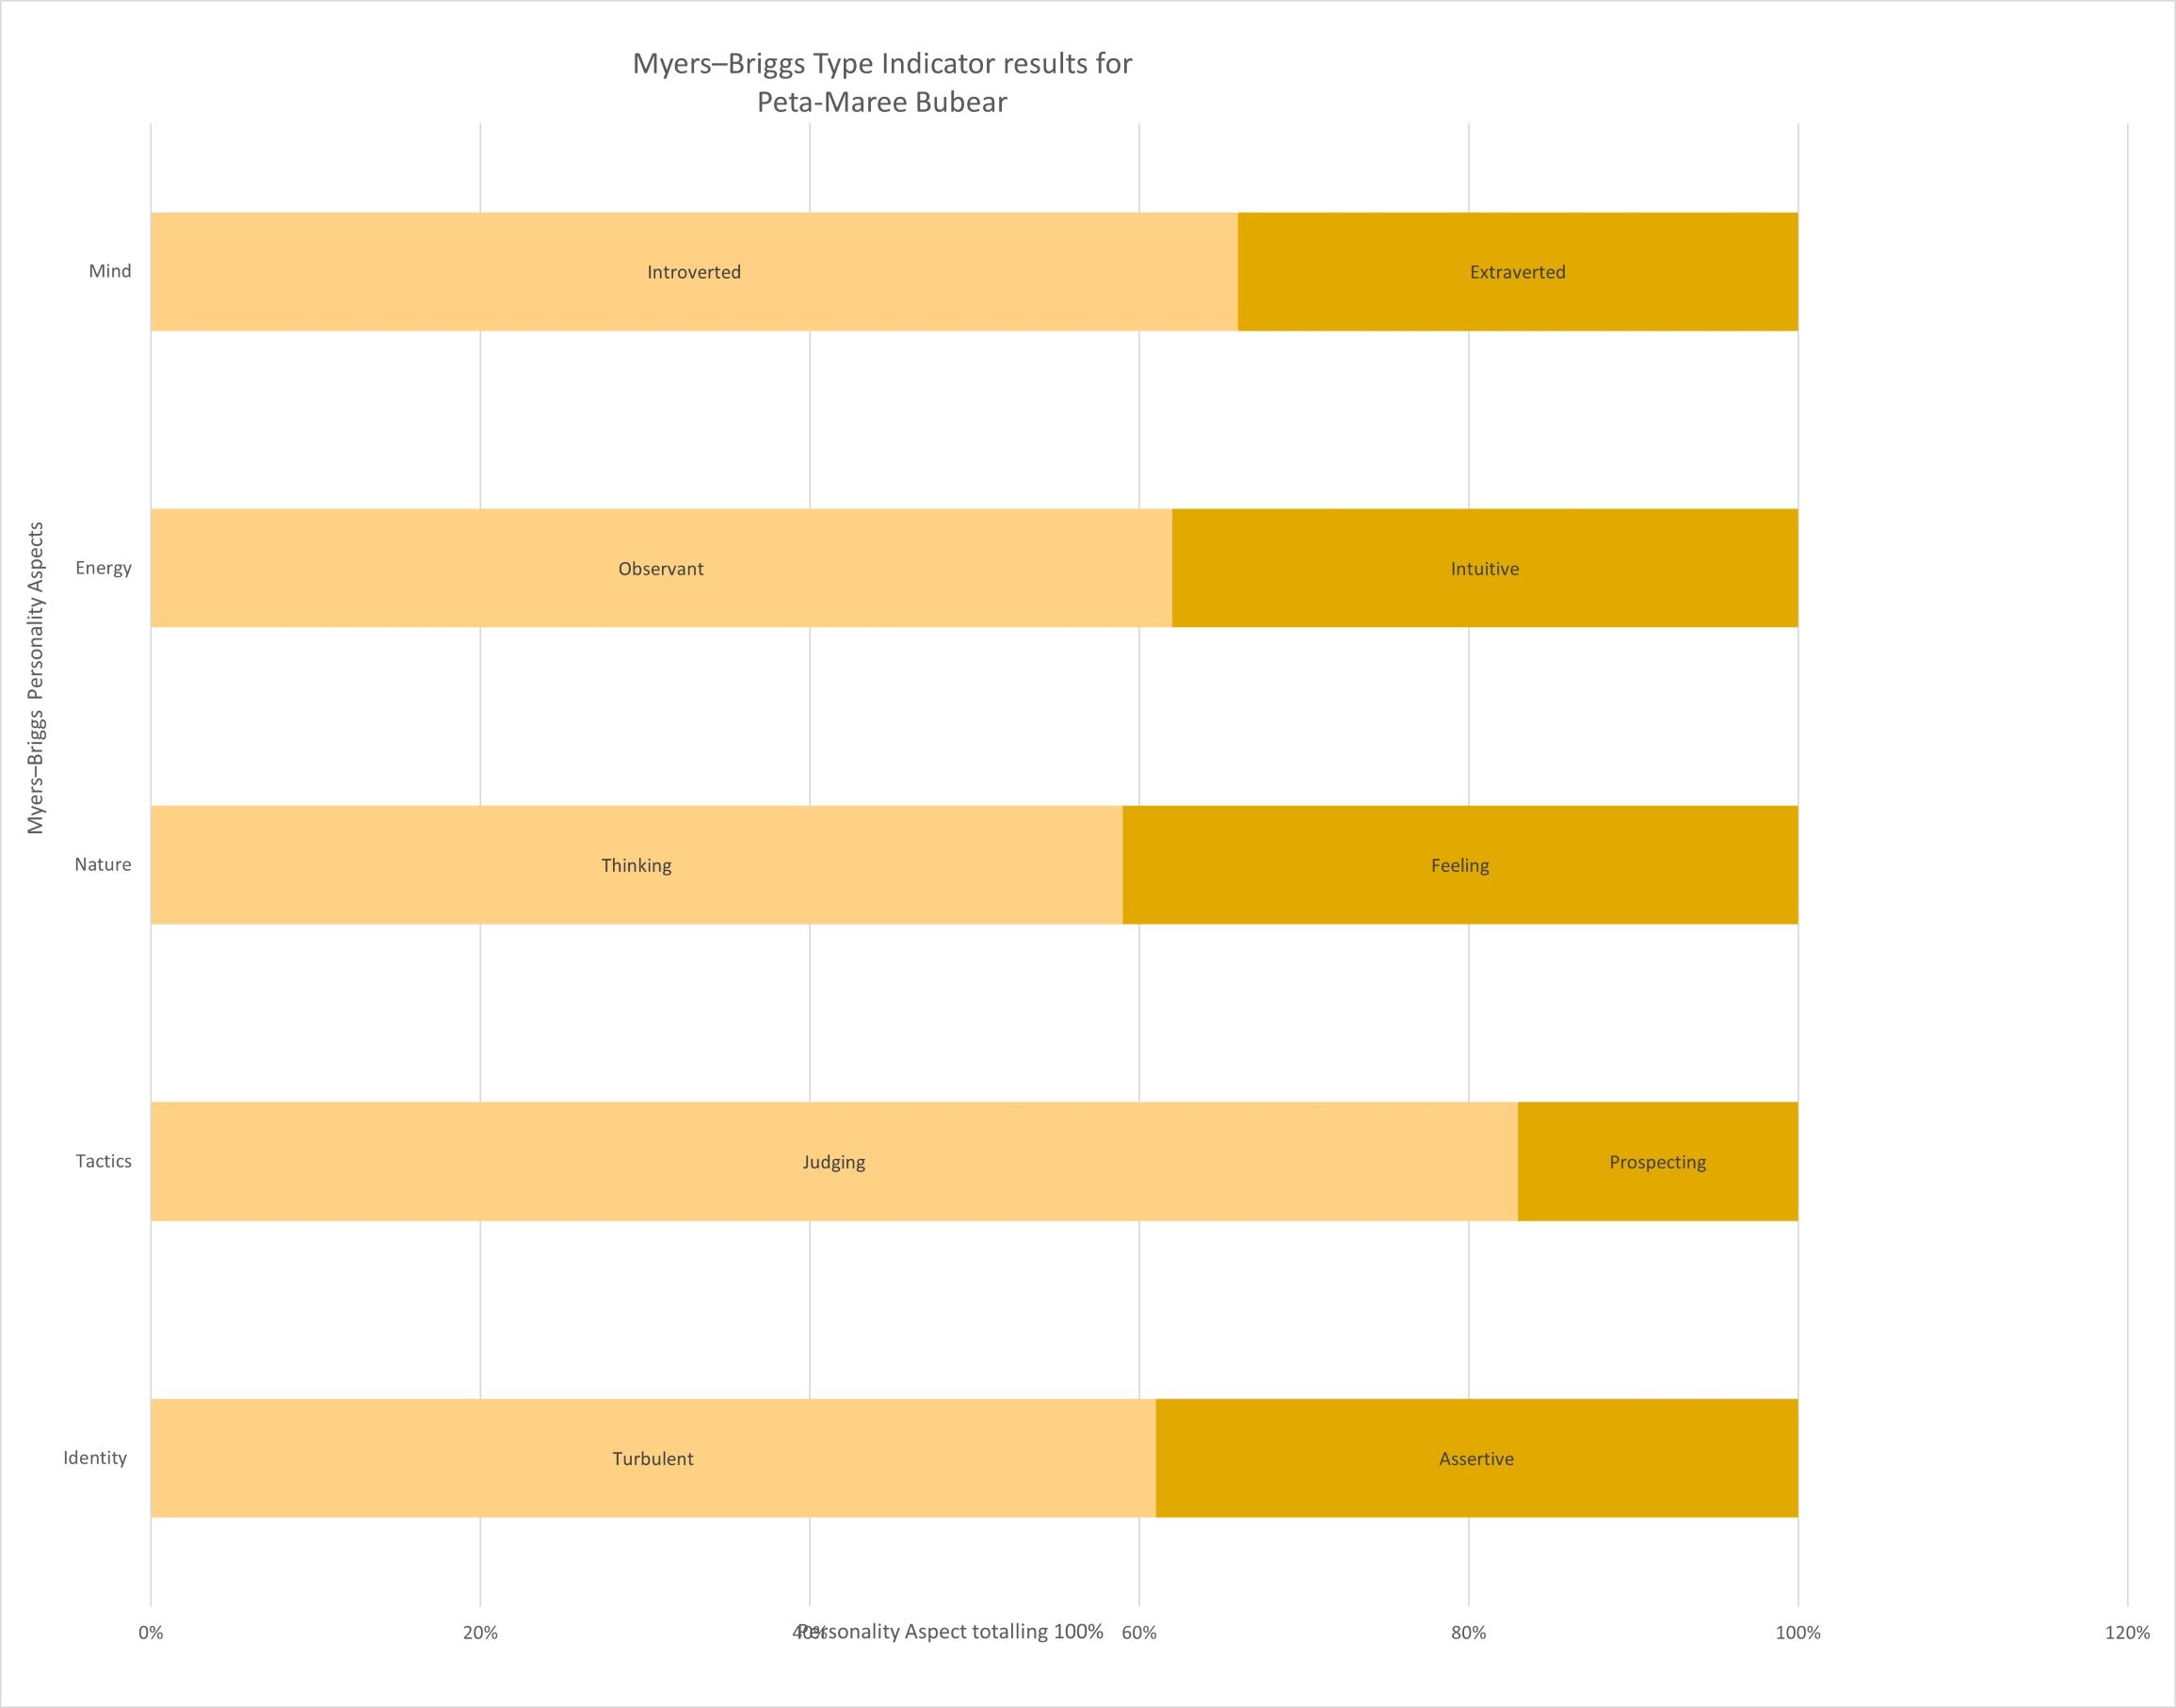 Myers–Briggs Type Indicator results for
Peta-Maree Bubear
Myers–Briggs  Personality Aspects
Mind
Introverted
Extraverted
Energy
Observant
Intuitive
Nature
Thinking
Feeling
Tactics
Judging
Prospecting
Identity
Turbulent
Assertive
0%
20%
40%
60%
80%
100%
120%
Personality Aspect totalling 100%